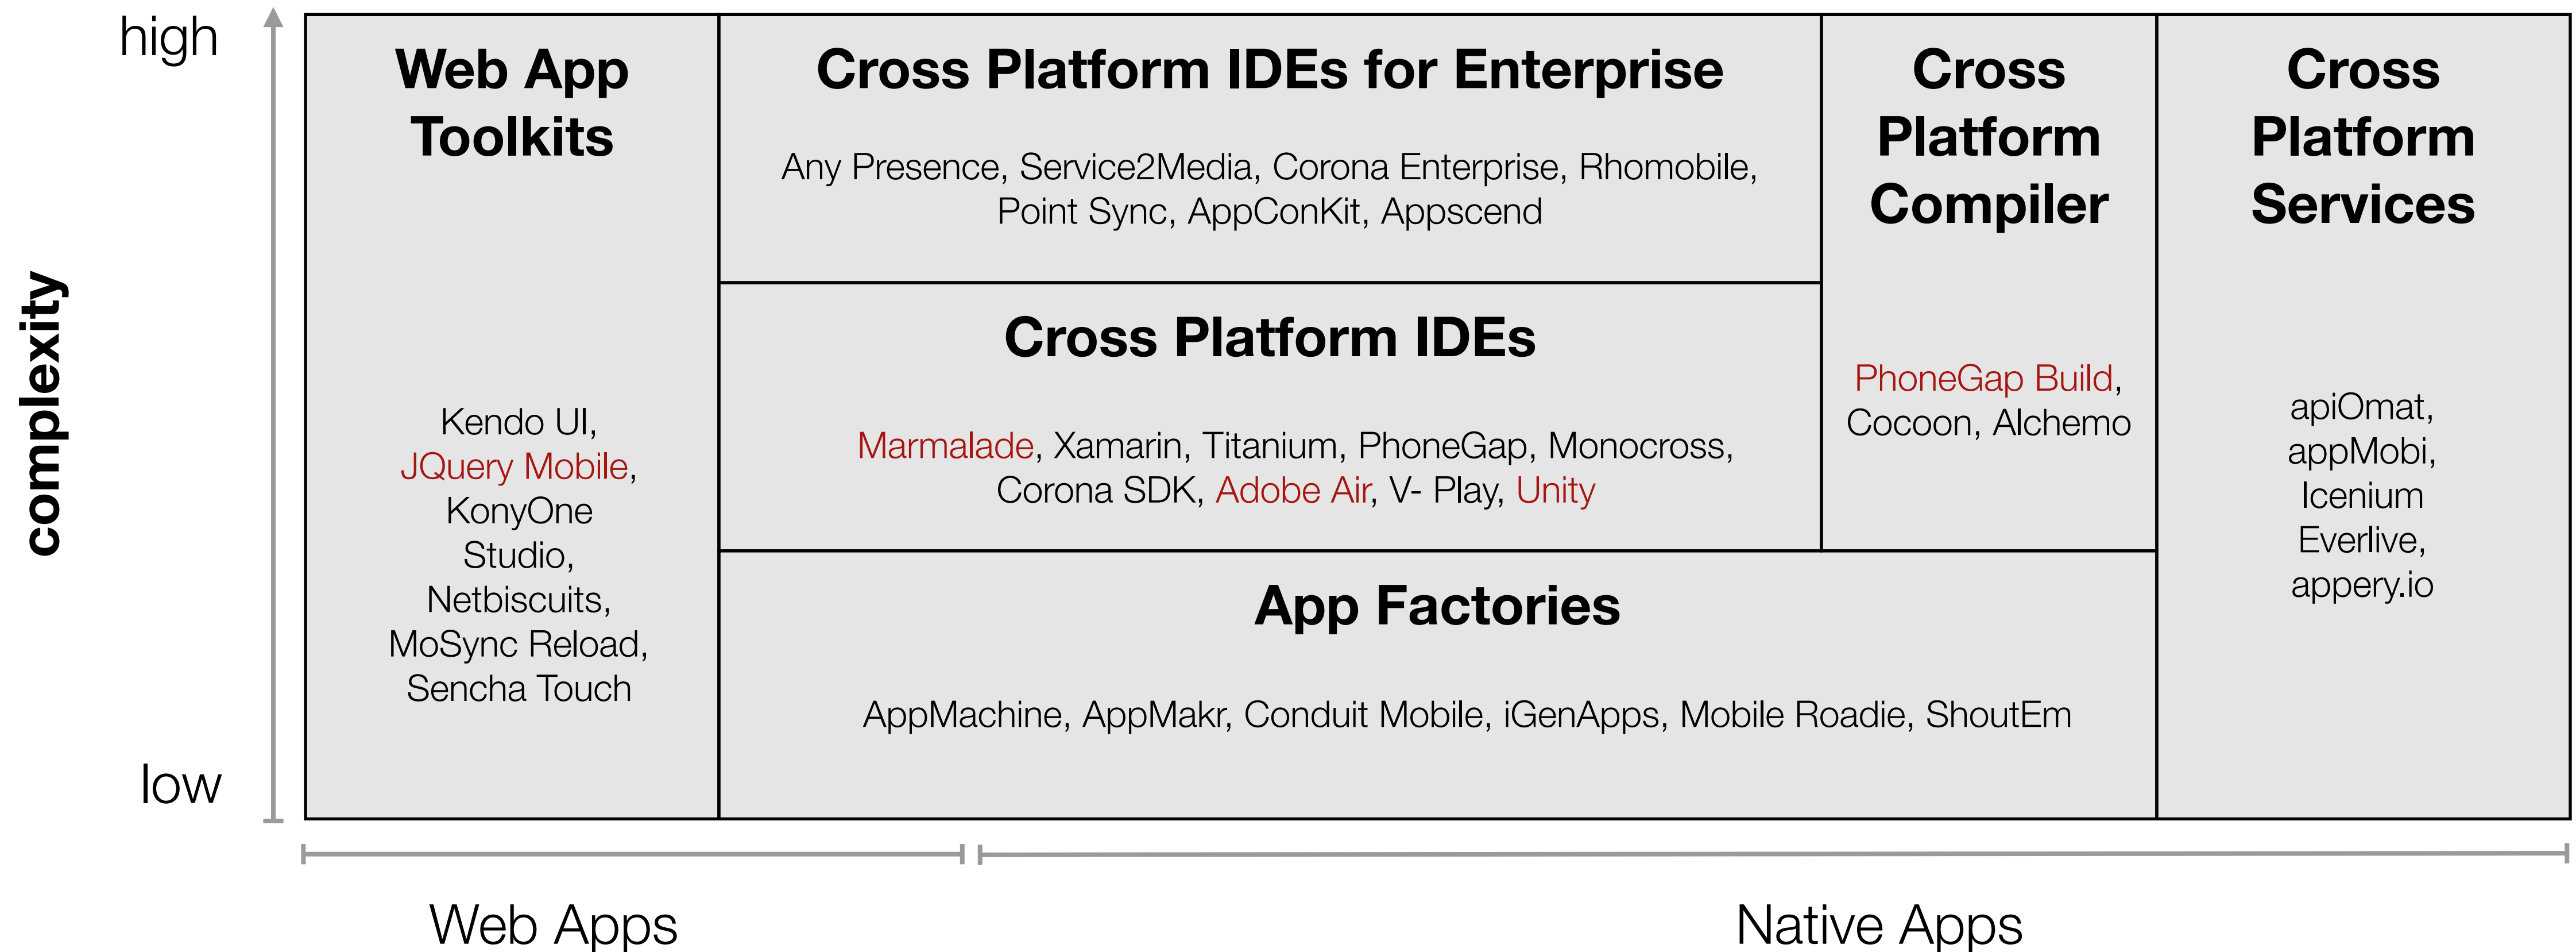 high
complexity
low
Web App
Toolkits
Kendo UI,
JQuery Mobile,
KonyOne
Studio,
Netbiscuits,
MoSync Reload,
Sencha Touch
Cross Platform IDEs for Enterprise
Any Presence, Service2Media, Corona Enterprise, Rhomobile,
Point Sync, AppConKit, Appscend
Cross Platform IDEs
Marmalade, Xamarin, Titanium, PhoneGap, Monocross,
Corona SDK, Adobe Air, V- Play, Unity
Cross
Platform
Compiler
PhoneGap Build,
Cocoon, Alchemo
App Factories
AppMachine, AppMakr, Conduit Mobile, iGenApps, Mobile Roadie, ShoutEm
Cross
Platform
Services
apiOmat,
appMobi,
Icenium
Everlive,
appery.io
Web Apps
Native Apps